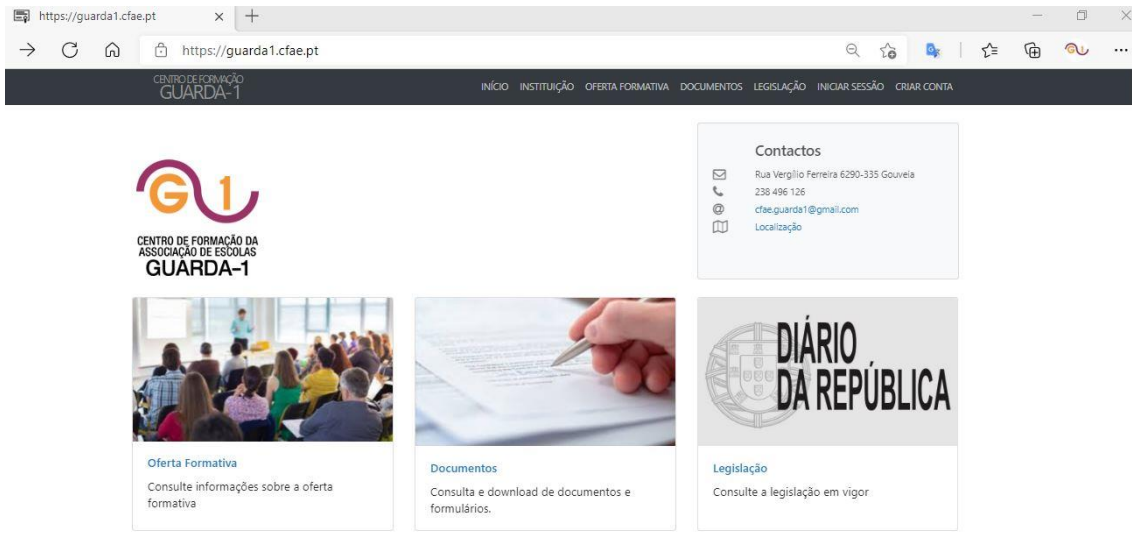 https://guarda1.cfae.pt
https://guarda1.cfae.pt
CENTRO DE FORMAÇÃO
GUARDA-1
INÍCIO INSTITUIÇÃO OFERTA FORMATIVA DOCUMENTOS LEGISLAÇÃO INICIAR SESSÃO CRIAR CONTA
G1
CENTRO DE FORMAÇÃO DA
ASSOCIAÇÃO DE ESCOLAS
GUARDA-1
Contactos
Rua Vergílio Ferreira 6290-335 Gouveia
238 496 126
cfae.guarda1@gmail.com
Localização
DIÁRIO
DA REPÚBLICA
Oferta Formativa
Consulte informações sobre a oferta
formativa
Documentos
Consulta e download de documentos e
formulários.
Legislação
Consulte a legislação em vigor